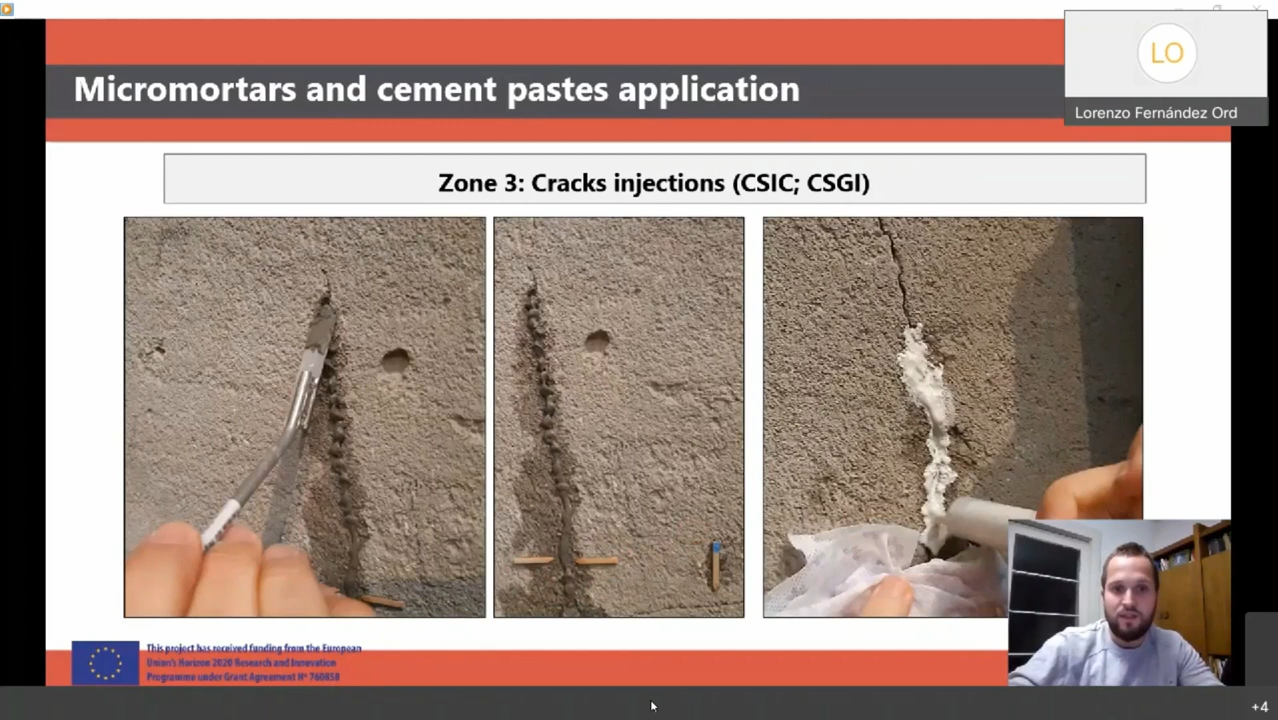 LO
Lorenzo Fernández Ord
Micromortars and cement pastes application
Zone 3: Cracks injections (CSIC; CSGI)
This project has received funding from the European
Union's Horizon 2020 Research and Innovation
Programme under Grant Agreement Nº 760858
+4